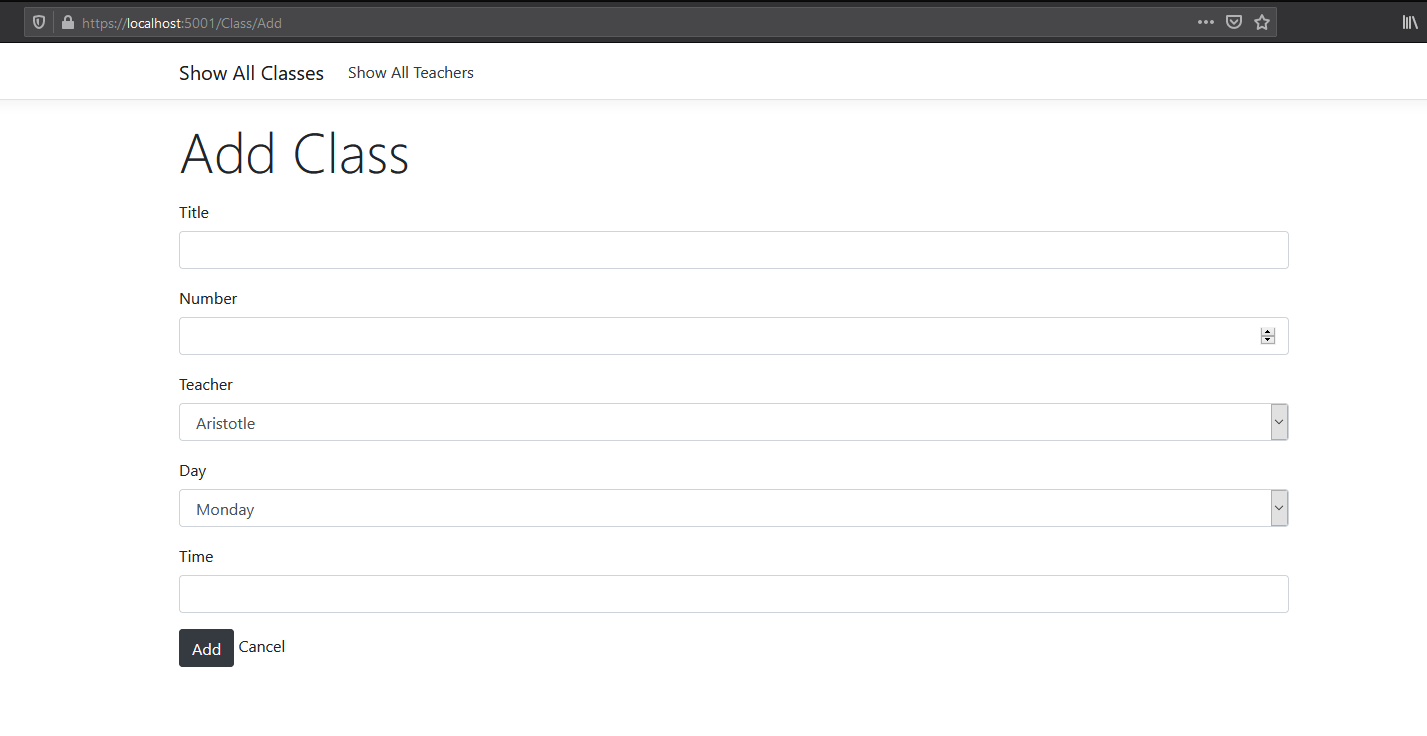 https://localhost:5001/Class/Add
Show All Classes Show All Teachers
Add Class
Title
Number
Teacher
Aristotle
Day
Monday
Time
Add Cancel